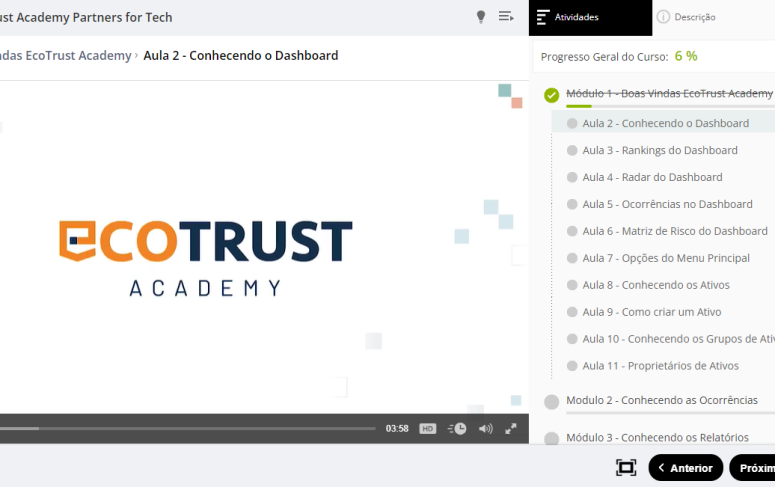 ust Academy Partners for Tech
Atividades
Descrição
ndas EcoTrust Academy › Aula 2 - Conhecendo o Dashboard
Progresso Geral do Curso: 6 %
Módulo 1 - Boas Vindas EcoTrust Academy
Aula 2 - Conhecendo o Dashboard
Aula 3 - Rankings do Dashboard
Aula 4 - Radar do Dashboard
Aula 5 - Ocorrências no Dashboard
Aula 6 - Matriz de Risco do Dashboard
Aula 7 - Opções do Menu Principal
Aula 8 - Conhecendo os Ativos
Aula 9 - Como criar um Ativo
Aula 10 - Conhecendo os Grupos de Ativ
Aula 11 - Proprietários de Ativos
Modulo 2 - Conhecendo as Ocorrências
Módulo 3 - Conhecendo os Relatórios
ECOTRUST
ACADEMY
03:58
HD
Anterior
Próxim